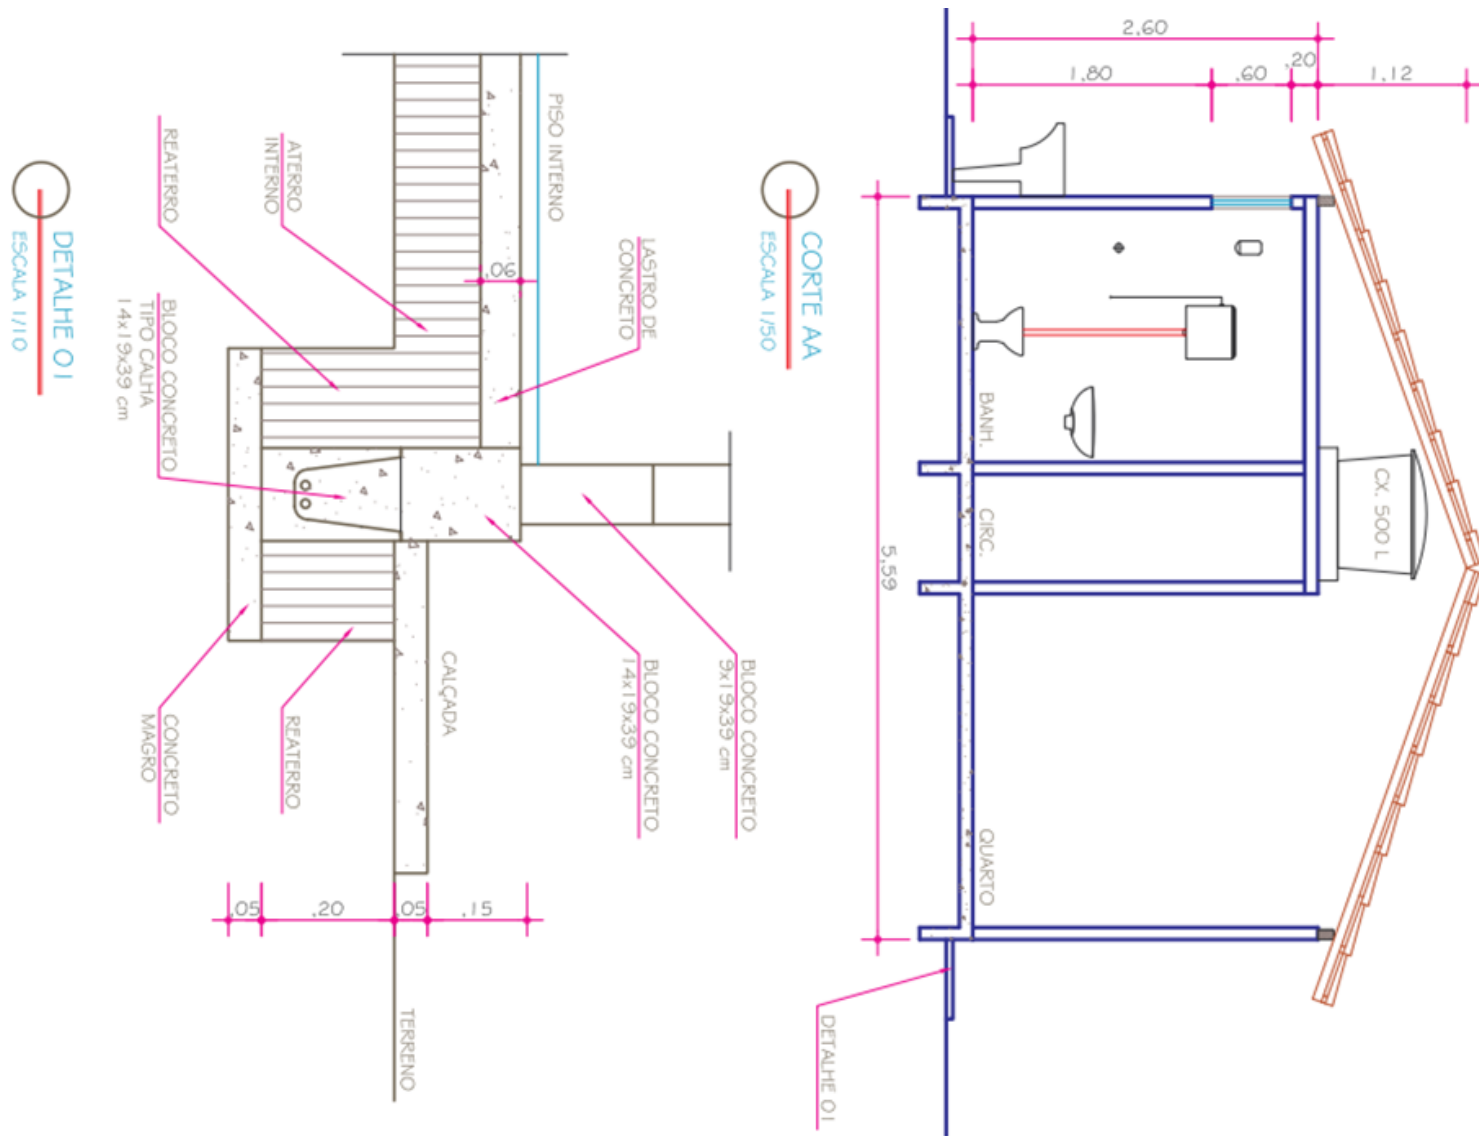 2,60
,20
1,80
,60
1,12
CX. 500 L
BANH.
CIRC.
QUARTO
5,59
DETALHE 01
CORTE AA
ESCALA 1/50
PISO INTERNO
LASTRO DE
CONCRETO
,06
ATERRO
INTERNO
REATERRO
BLOCO CONCRETO
9x19x39 cm
BLOCO CONCRETO
14x19x39 cm
CALÇADA
BLOCO CONCRETO
TIPO CALHA
14x19x39 cm
REATERRO
CONCRETO
MAGRO
,05
,20
,05
,15
TERRENO
DETALHE 01
ESCALA 1/10